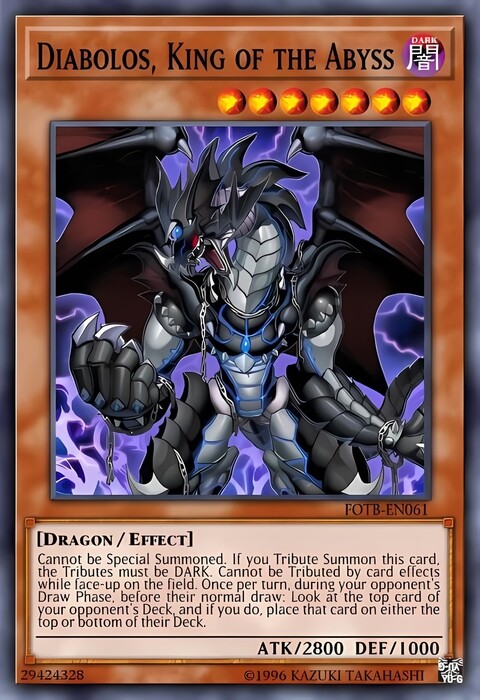 Diabolos, King of the Abyss
DARK
闇
FOTB-EN061
[Dragon / Effect]
Cannot be Special Summoned. If you Tribute Summon this card,
the Tributes must be DARK. Cannot be Tributed by card effects
while face-up on the field. Once per turn, during your opponent's
Draw Phase, before their normal draw: Look at the top card of
your opponent's Deck, and if you do, place that card on either the
top or bottom of their Deck.
ATK/2800 DEF/1000
29424328
©1996 KAZUKI TAKAHASHI